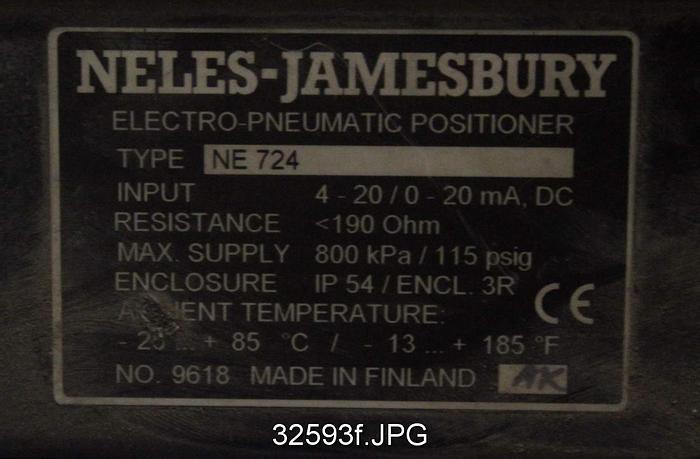 NELES-JAMESBURY
ELECTRO-PNEUMATIC POSITIONER
TYPE NE 724
INPUT 4 - 20 / 0 - 20 mA, DC
RESISTANCE <190 Ohm
MAX. SUPPLY 800 kPa / 115 psig
ENCLOSURE IP 54 / ENCL. 3R CE
TEMPERATURE:
- 25 ... + 85 °C / - 13 ... + 185 °F
NO. 9618 MADE IN FINLAND AK
32593f.JPG